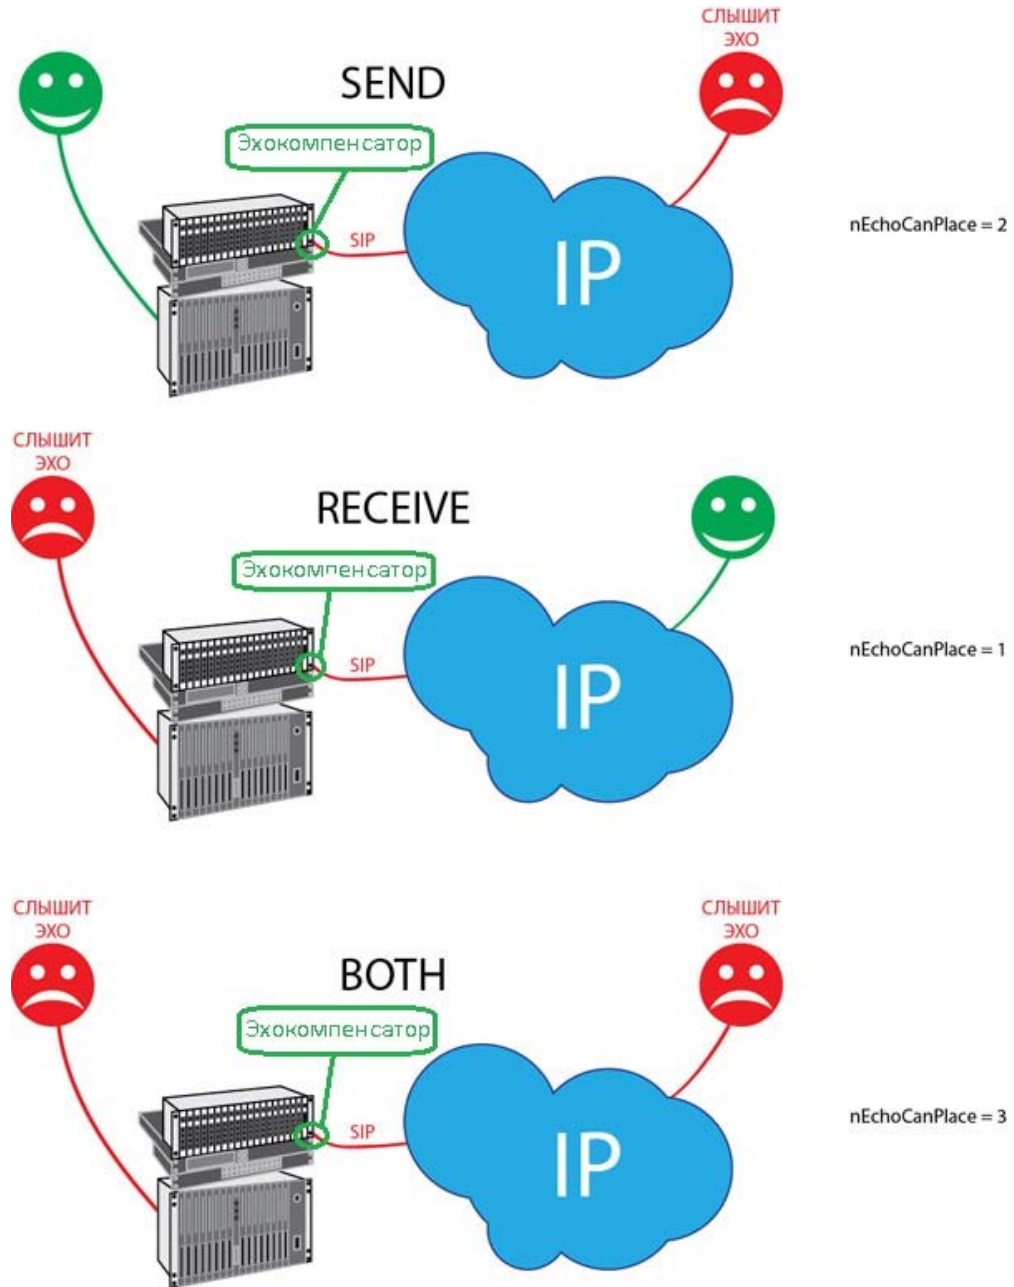 СЛЫШИТ
ЭХО
SEND
Эхокомпенсатор
SIP
IP
nEchoCanPlace = 2
СЛЫШИТ
ЭХО
RECEIVE
Эхокомпенсатор
SIP
IP
nEchoCanPlace = 1
СЛЫШИТ
ЭХО
СЛЫШИТ
ЭХО
BOTH
Эхокомпенсатор
SIP
IP
nEchoCanPlace = 3